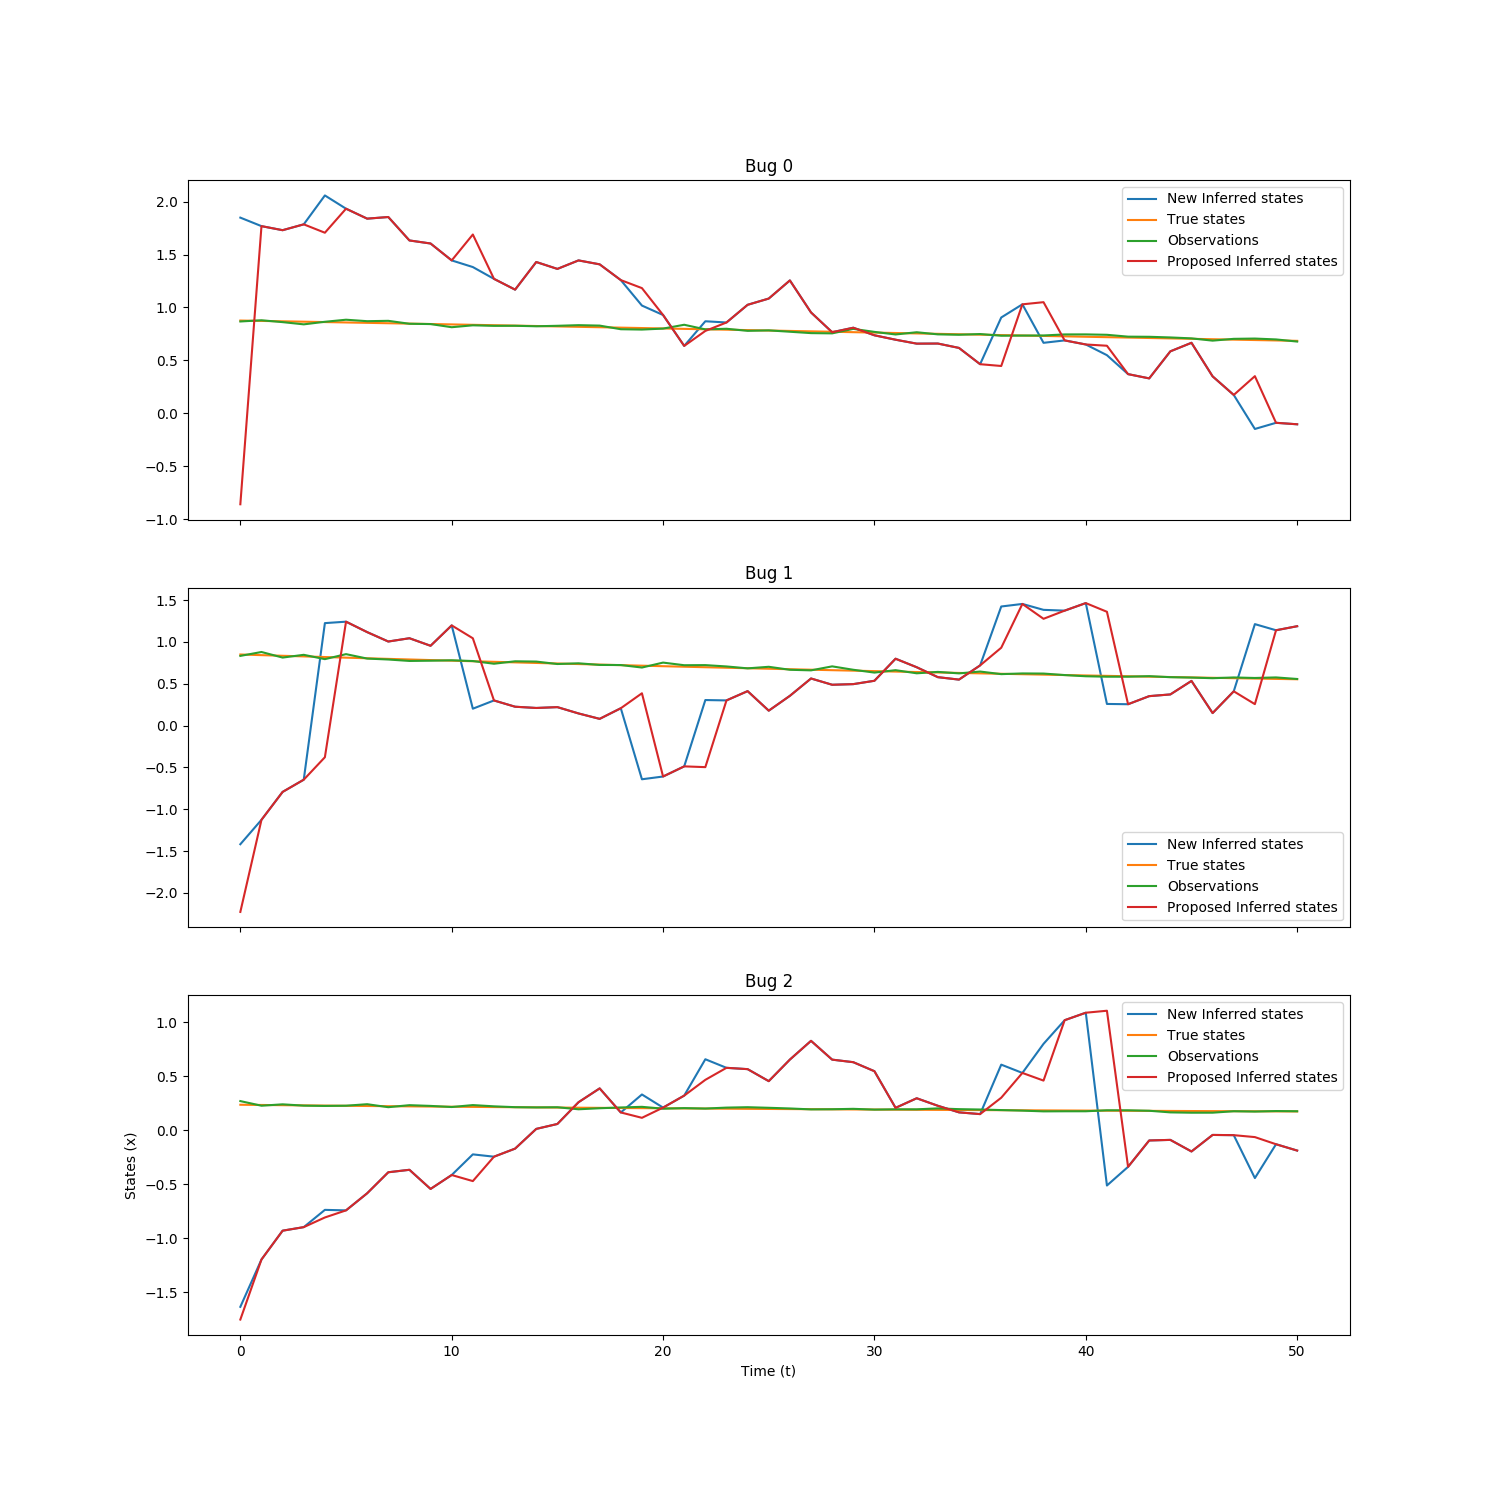 Bug 0
2.0
1.5
1.0
0.5
0.0
−0.5
−1.0
New Inferred states
True states
Observations
Proposed Inferred states
Bug 1
1.5
1.0
0.5
0.0
−0.5
−1.0
−1.5
−2.0
New Inferred states
True states
Observations
Proposed Inferred states
Bug 2
1.0
0.5
0.0
−0.5
−1.0
−1.5
States (x)
New Inferred states
True states
Observations
Proposed Inferred states
0 10 20 30 40 50
Time (t)